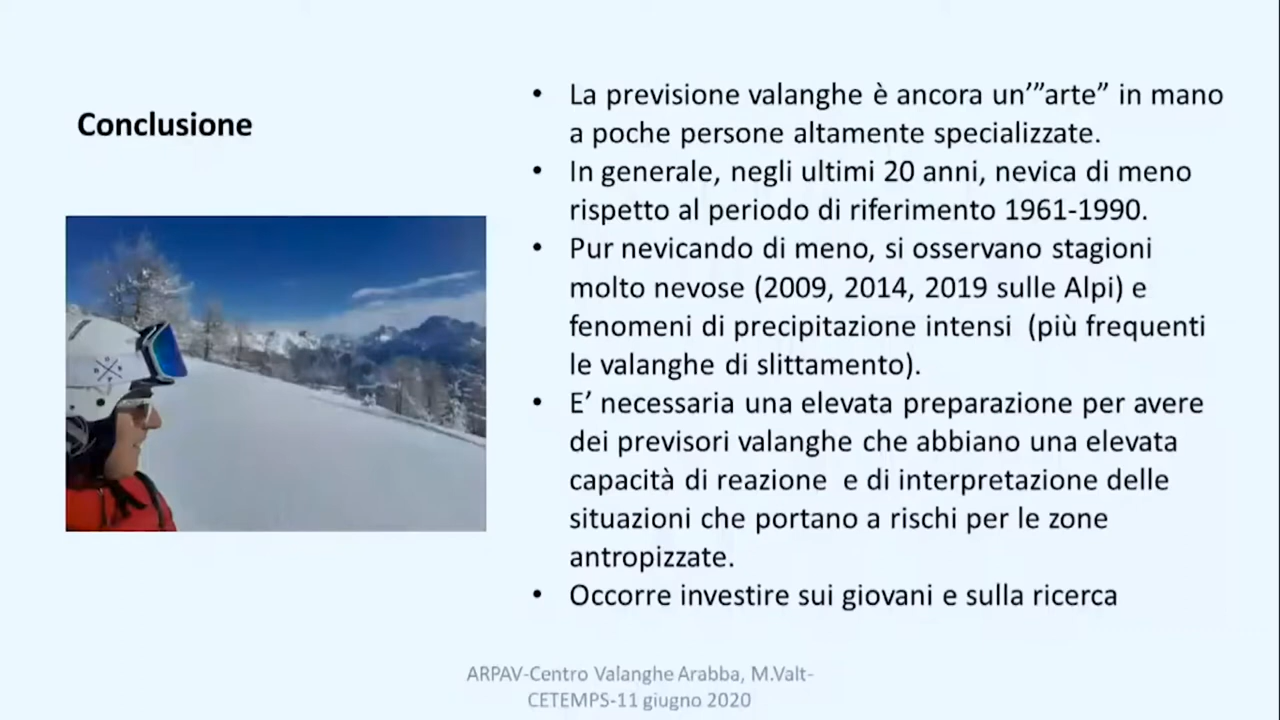 Conclusione
• La previsione valanghe è ancora un’”arte” in mano
a poche persone altamente specializzate.
• In generale, negli ultimi 20 anni, nevica di meno
rispetto al periodo di riferimento 1961-1990.
• Pur nevicando di meno, si osservano stagioni
molto nevose (2009, 2014, 2019 sulle Alpi) e
fenomeni di precipitazione intensi (più frequenti
le valanghe di slittamento).
• E’ necessaria una elevata preparazione per avere
dei previsori valanghe che abbiano una elevata
capacità di reazione e di interpretazione delle
situazioni che portano a rischi per le zone
antropizzate.
• Occorre investire sui giovani e sulla ricerca
ARPAV-Centro Valanghe Arabba, M.Valt-
CETEMPS-11 giugno 2020